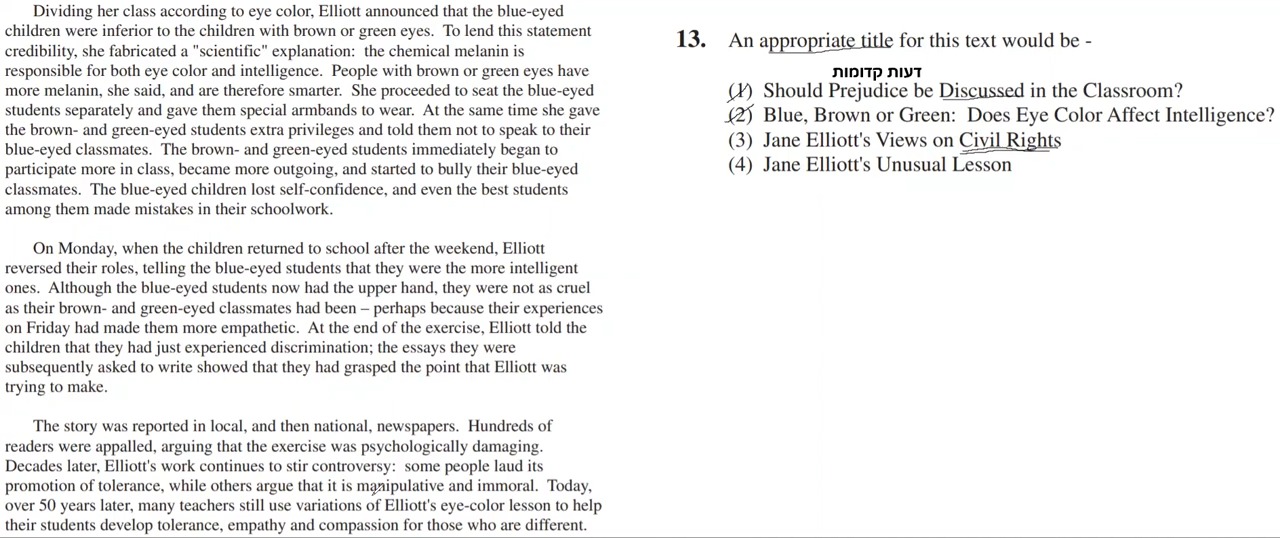 Dividing her class according to eye color, Elliott announced that the blue-eyed
children were inferior to the children with brown or green eyes. To lend this statement
credibility, she fabricated a "scientific" explanation: the chemical melanin is
responsible for both eye color and intelligence. People with brown or green eyes have
more melanin, she said, and are therefore smarter. She proceeded to seat the blue-eyed
students separately and gave them special armbands to wear. At the same time she gave
the brown- and green-eyed students extra privileges and told them not to speak to their
blue-eyed classmates. The brown- and green-eyed students immediately began to
participate more in class, became more outgoing, and started to bully their blue-eyed
classmates. The blue-eyed children lost self-confidence, and even the best students
among them made mistakes in their schoolwork.
On Monday, when the children returned to school after the weekend, Elliott
reversed their roles, telling the blue-eyed students that they were the more intelligent
ones. Although the blue-eyed students now had the upper hand, they were not as cruel
as their brown- and green-eyed classmates had been – perhaps because their experiences
on Friday had made them more empathetic. At the end of the exercise, Elliott told the
children that they had just experienced discrimination; the essays they were
subsequently asked to write showed that they had grasped the point that Elliott was
trying to make.
The story was reported in local, and then national, newspapers. Hundreds of
readers were appalled, arguing that the exercise was psychologically damaging.
Decades later, Elliott's work continues to stir controversy: some people laud its
promotion of tolerance, while others argue that it is manipulative and immoral. Today,
over 50 years later, many teachers still use variations of Elliott's eye-color lesson to help
their students develop tolerance, empathy and compassion for those who are different.
13. An appropriate title for this text would be -
דעות קדומות
(1) Should Prejudice be Discussed in the Classroom?
(2) Blue, Brown or Green: Does Eye Color Affect Intelligence?
(3) Jane Elliott's Views on Civil Rights
(4) Jane Elliott's Unusual Lesson